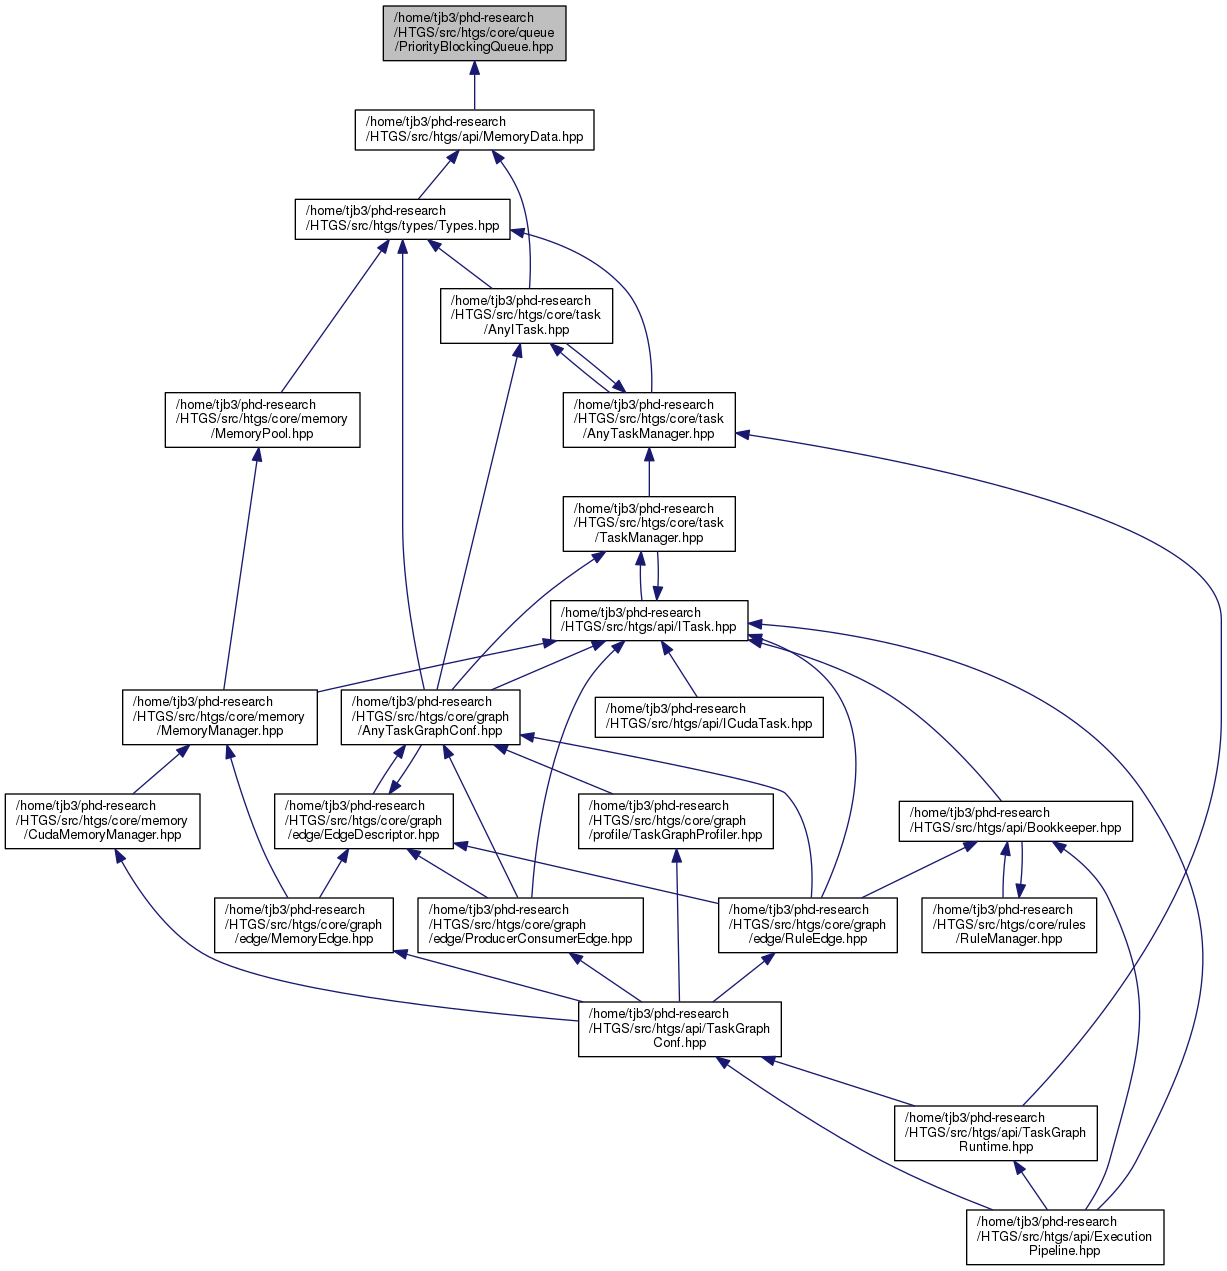 /home/tjb3/phd-research
/HTGS/src/htgs/core/queue
/PriorityBlockingQueue.hpp
/home/tjb3/phd-research
/HTGS/src/htgs/api/MemoryData.hpp
/home/tjb3/phd-research
/HTGS/src/htgs/types/Types.hpp
/home/tjb3/phd-research
/HTGS/src/htgs/core/task
/AnyITask.hpp
/home/tjb3/phd-research
/HTGS/src/htgs/core/memory
/MemoryPool.hpp
/home/tjb3/phd-research
/HTGS/src/htgs/core/task
/AnyTaskManager.hpp
/home/tjb3/phd-research
/HTGS/src/htgs/core/task
/TaskManager.hpp
/home/tjb3/phd-research
/HTGS/src/htgs/api/ITask.hpp
/home/tjb3/phd-research
/HTGS/src/htgs/core/memory
/MemoryManager.hpp
/home/tjb3/phd-research
/HTGS/src/htgs/core/graph
/AnyTaskGraphConf.hpp
/home/tjb3/phd-research
/HTGS/src/htgs/api/ICudaTask.hpp
/home/tjb3/phd-research
/HTGS/src/htgs/core/memory
/CudaMemoryManager.hpp
/home/tjb3/phd-research
/HTGS/src/htgs/core/graph
/edge/EdgeDescriptor.hpp
/home/tjb3/phd-research
/HTGS/src/htgs/core/graph
/profile/TaskGraphProfiler.hpp
/home/tjb3/phd-research
/HTGS/src/htgs/api/Bookkeeper.hpp
/home/tjb3/phd-research
/HTGS/src/htgs/core/graph
/edge/MemoryEdge.hpp
/home/tjb3/phd-research
/HTGS/src/htgs/core/graph
/edge/ProducerConsumerEdge.hpp
/home/tjb3/phd-research
/HTGS/src/htgs/core/graph
/edge/RuleEdge.hpp
/home/tjb3/phd-research
/HTGS/src/htgs/core/rules
/RuleManager.hpp
/home/tjb3/phd-research
/HTGS/src/htgs/api/TaskGraph
Conf.hpp
/home/tjb3/phd-research
/HTGS/src/htgs/api/TaskGraph
Runtime.hpp
/home/tjb3/phd-research
/HTGS/src/htgs/api/Execution
Pipeline.hpp